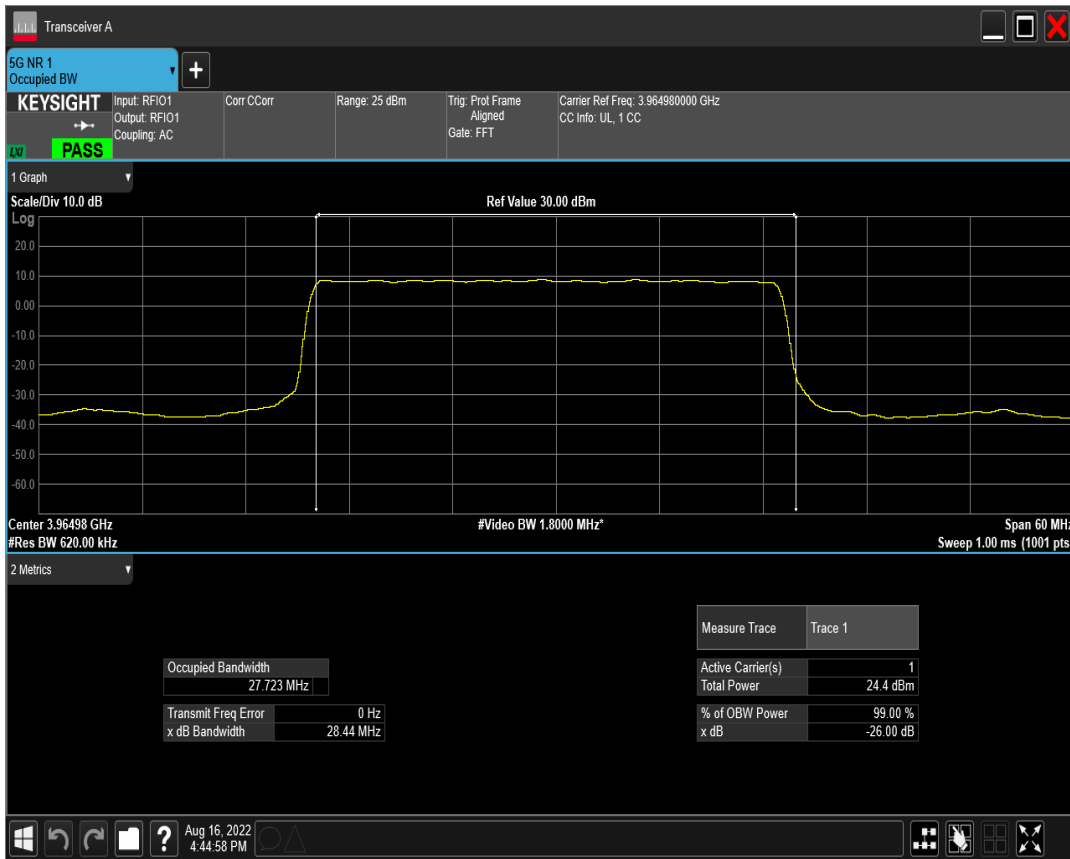 Transceiver A
5G NR 1
Occupied BW
+
KEYSIGHT
LXI
PASS
Input: RFIO1
Output: RFIO1
Coupling: AC
Corr CCorr
Range: 25 dBm
Trig: Prot Frame
Aligned
Gate: FFT
Carrier Ref Freq: 3.964980000 GHz
CC Info: UL, 1 CC
1 Graph
Scale/Div 10.0 dB
Ref Value 30.00 dBm
Log
20.0
10.0
0.00
-10.0
-20.0
-30.0
-40.0
-50.0
-60.0
Center 3.96498 GHz
#Video BW 1.8000 MHz*
Span 60 MHz
#Res BW 620.00 kHz
Sweep 1.00 ms (1001 pts
2 Metrics
Measure Trace Trace 1
Occupied Bandwidth
27.723 MHz
Active Carrier(s) 1
Total Power 24.4 dBm
Transmit Freq Error 0 Hz
x dB Bandwidth 28.44 MHz
% of OBW Power 99.00 %
x dB -26.00 dB
?
Aug 16, 2022
4:44:58 PM